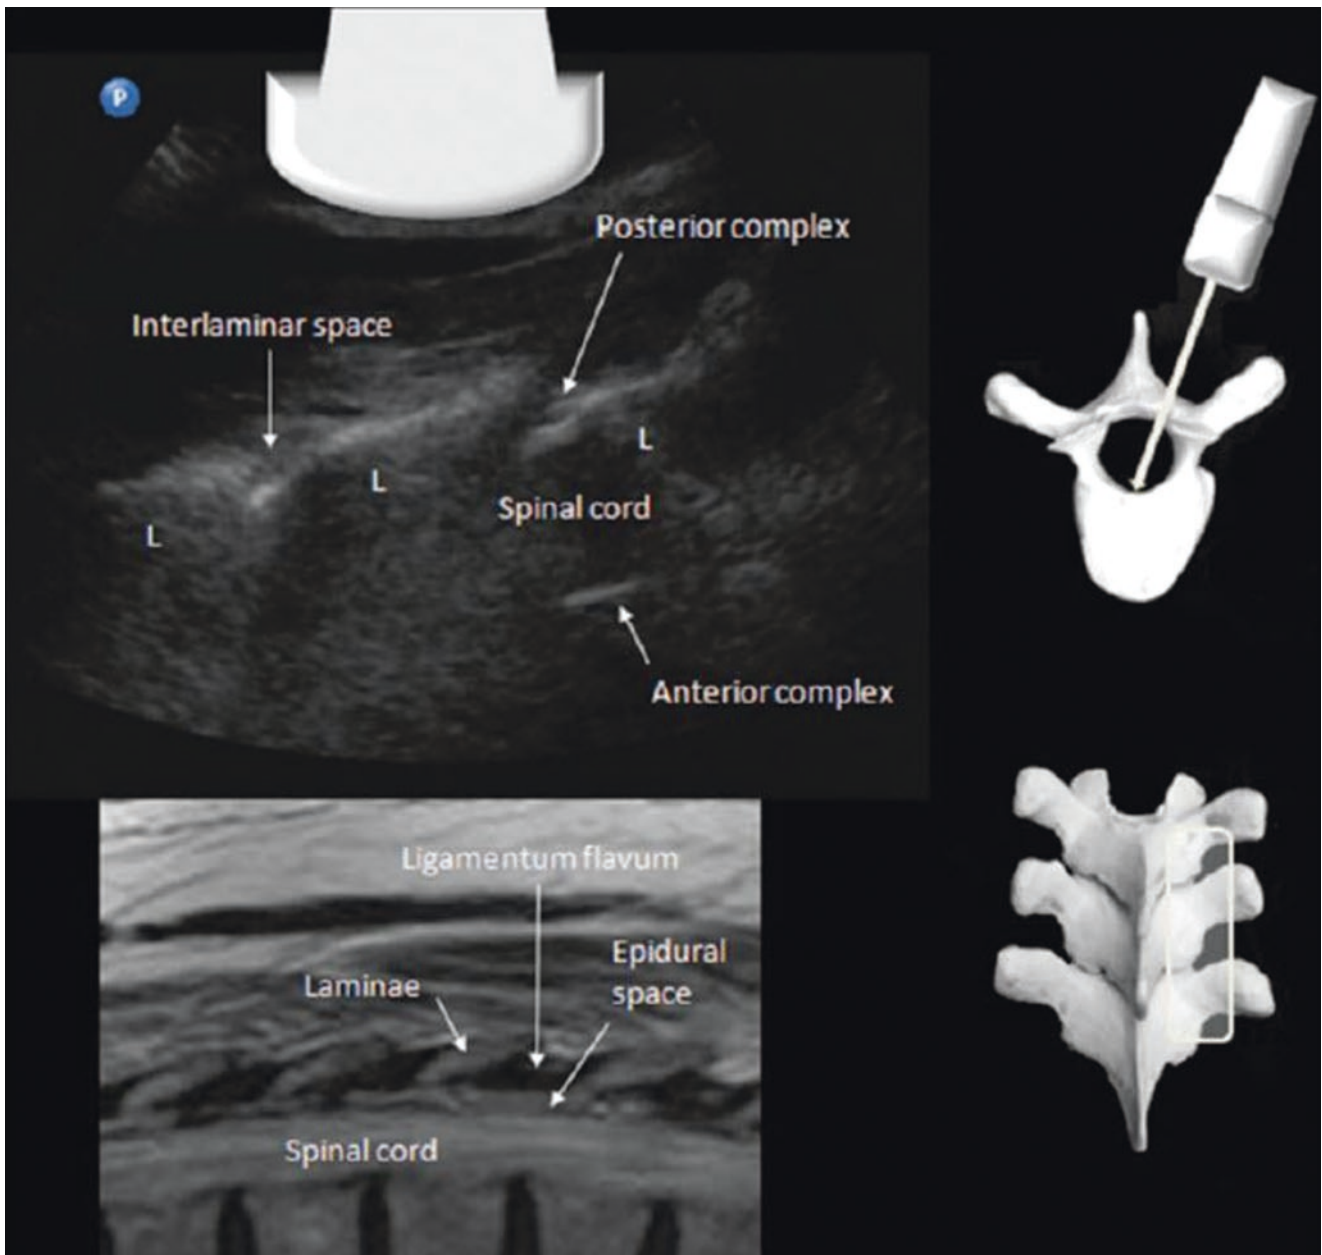 P
Posterior complex
Interlaminar space
L
L
Spinal cord
L
Anterior complex
Ligamentum flavum
Epidural
space
Laminae
Spinal cord